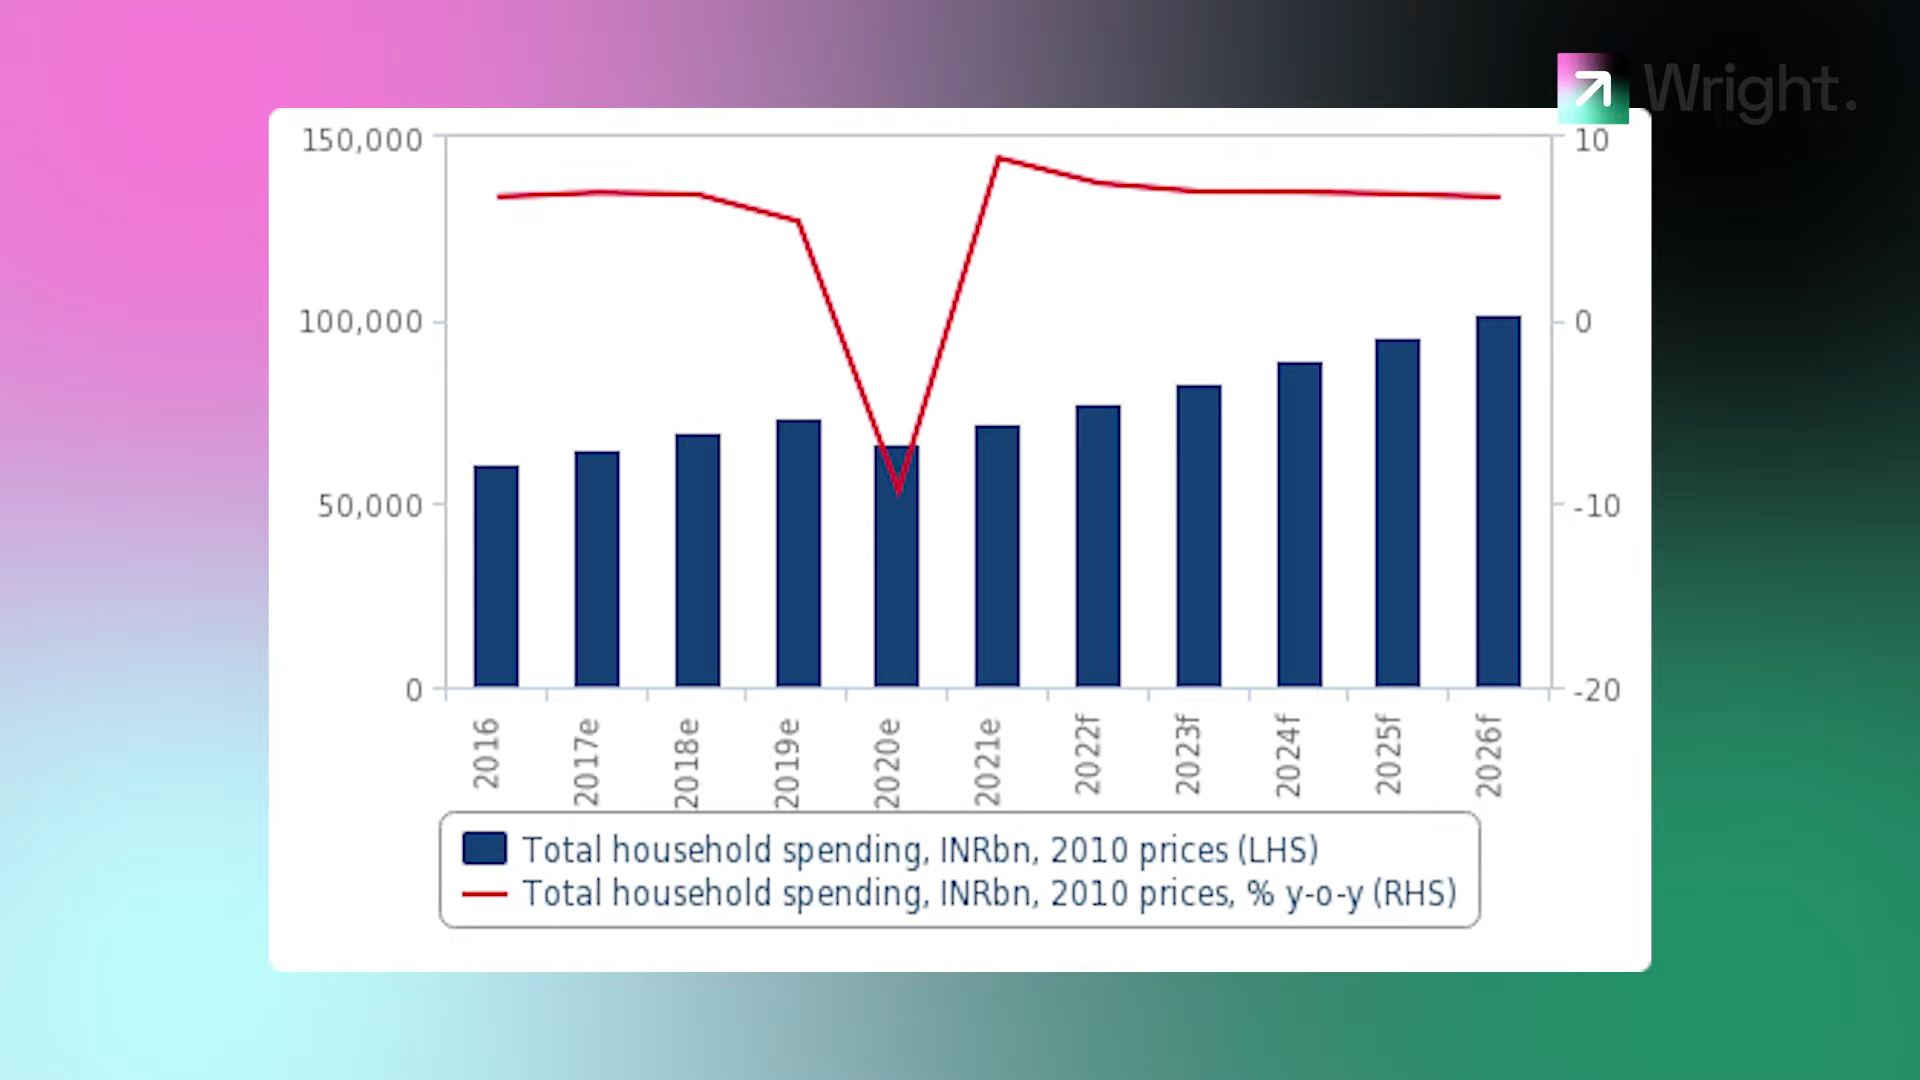 Wright.
150,000
100,000
50,000
0
10
0
-10
-20
2016
2017e
2018e
2019e
2020e
2021e
2022f
2023f
2024f
2025f
2026f
Total household spending, INRbn, 2010 prices (LHS)
Total household spending, INRbn, 2010 prices, % y-o-y (RHS)